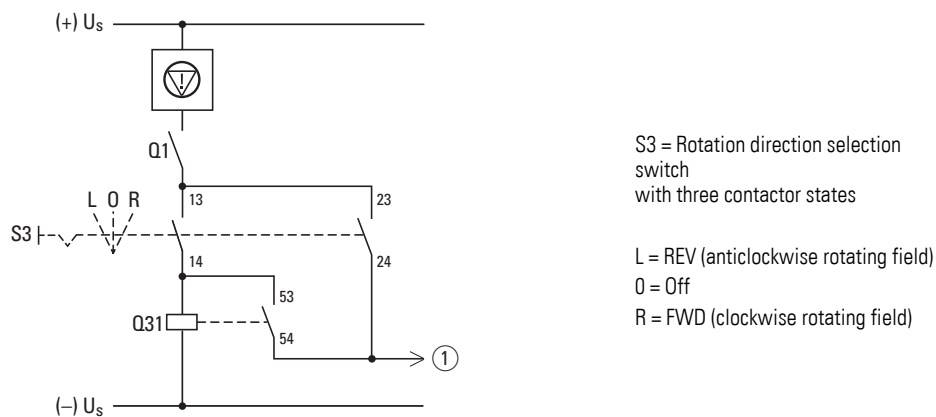 (+) Us
Q1
13
23
L 0 R
S3
14
24
53
Q31
54
1
(–) Us
S3 = Rotation direction selection
switch
with three contactor states
L = REV (anticlockwise rotating field)
0 = Off
R = FWD (clockwise rotating field)